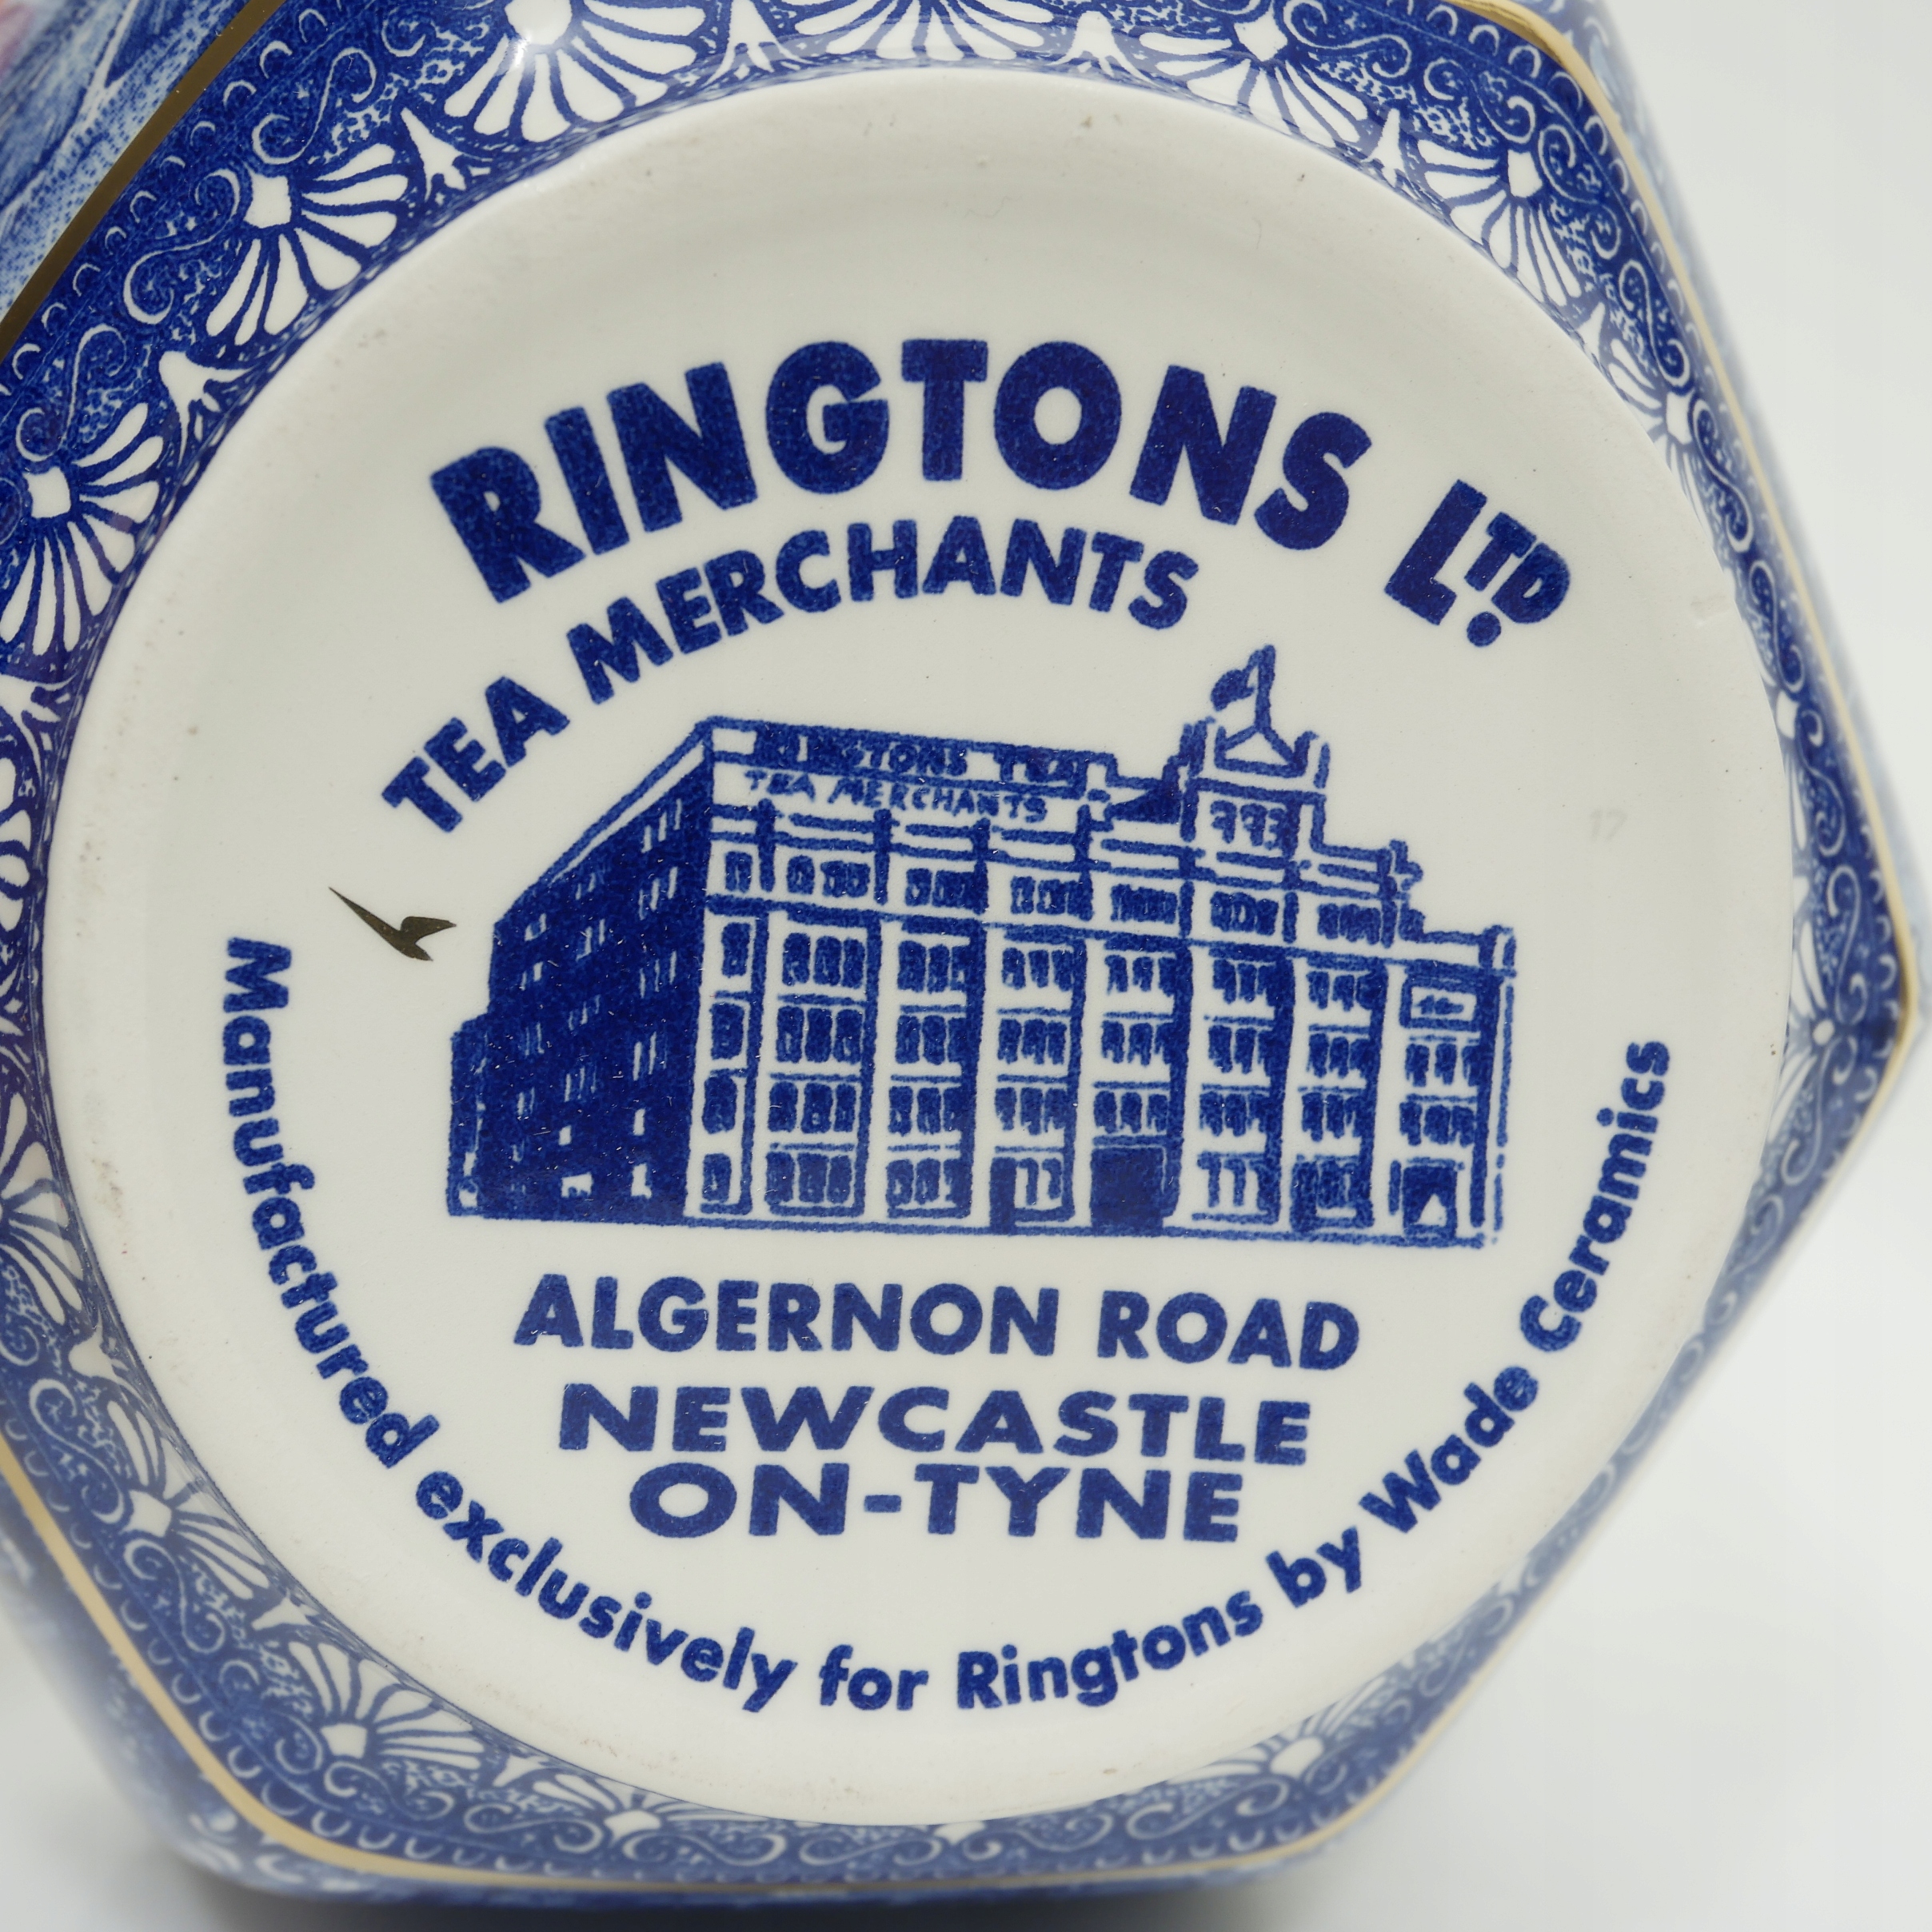 RINGTONS LTD.
TEA MERCHANTS
RINGTONS TEA
TEA MERCHANTS
17
ALGERNON ROAD
NEWCASTLE
ON-TYNE
Manufactured exclusively for Ringtons by Wade Ceramics